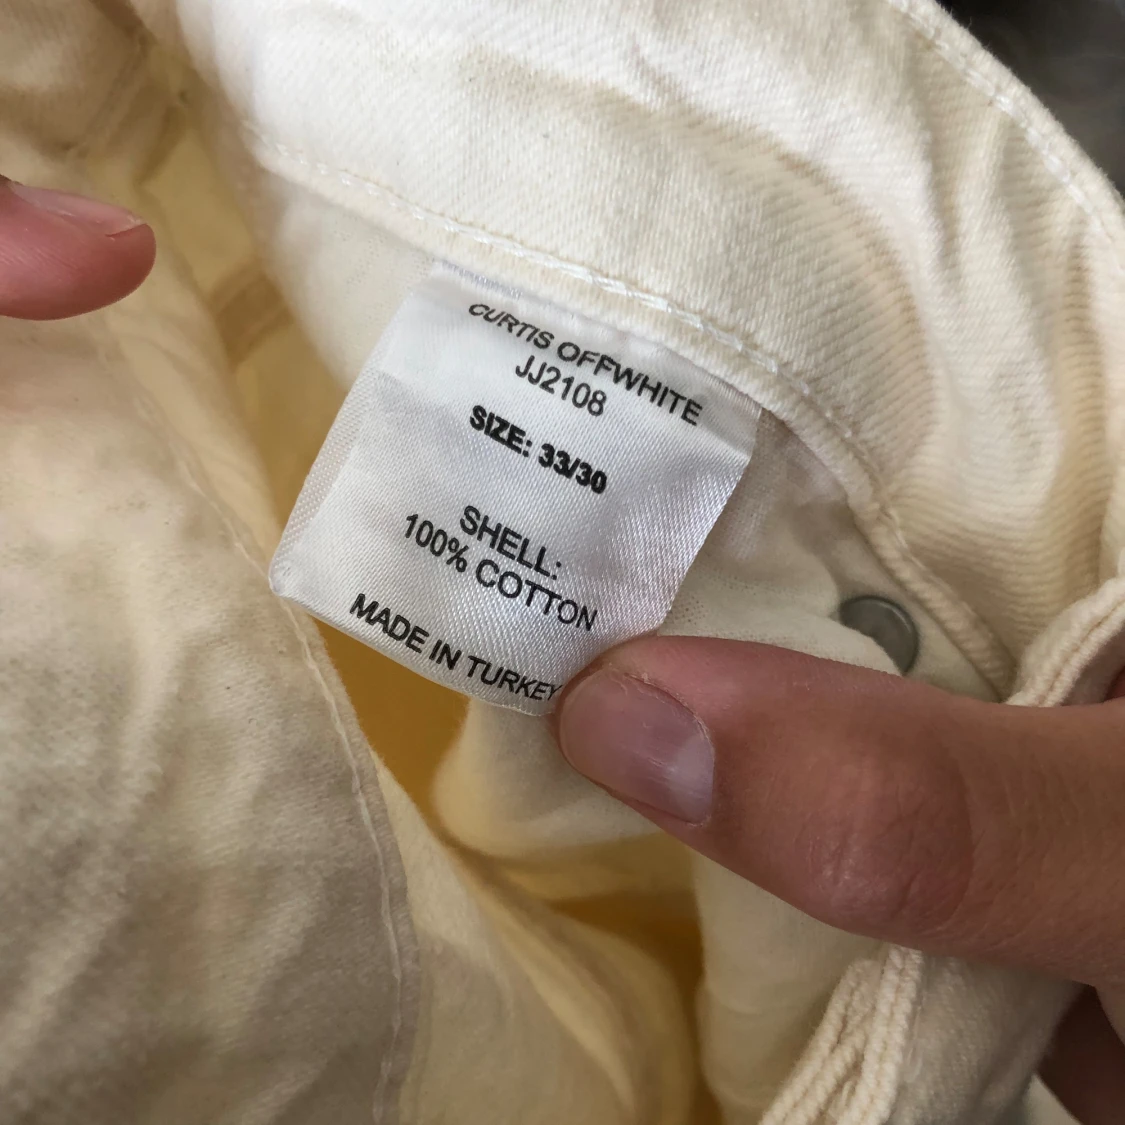 CURTIS OFFWHITE
JJ2108
SIZE: 33/30
SHELL:
100% COTTON
MADE IN TURKEY